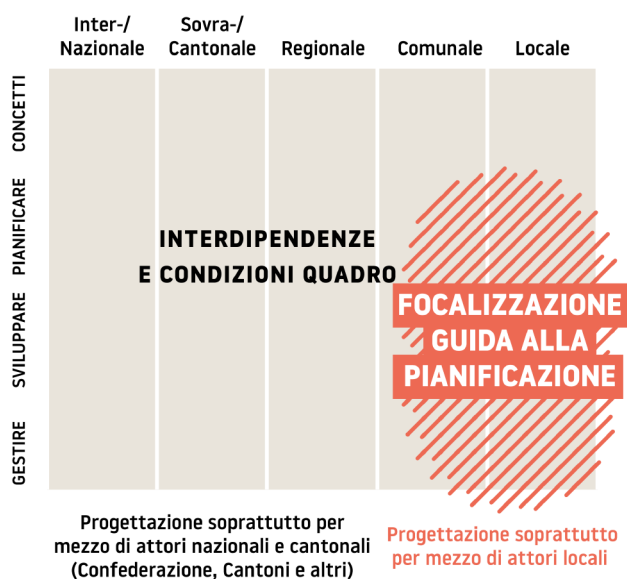 Inter-/
Nazionale
Sovra-/
Cantonale
Regionale
Comunale
Locale
CONCETTI
PIANIFICARE
SVILUPPARE
GESTIRE
INTERDIPENDENZE
E CONDIZIONI QUADRO
FOCALIZZAZIONE
GUIDA ALLA
PIANIFICAZIONE
Progettazione soprattutto per
mezzo di attori nazionali e cantonali
(Confederazione, Cantoni e altri)
Progettazione soprattutto
per mezzo di attori locali